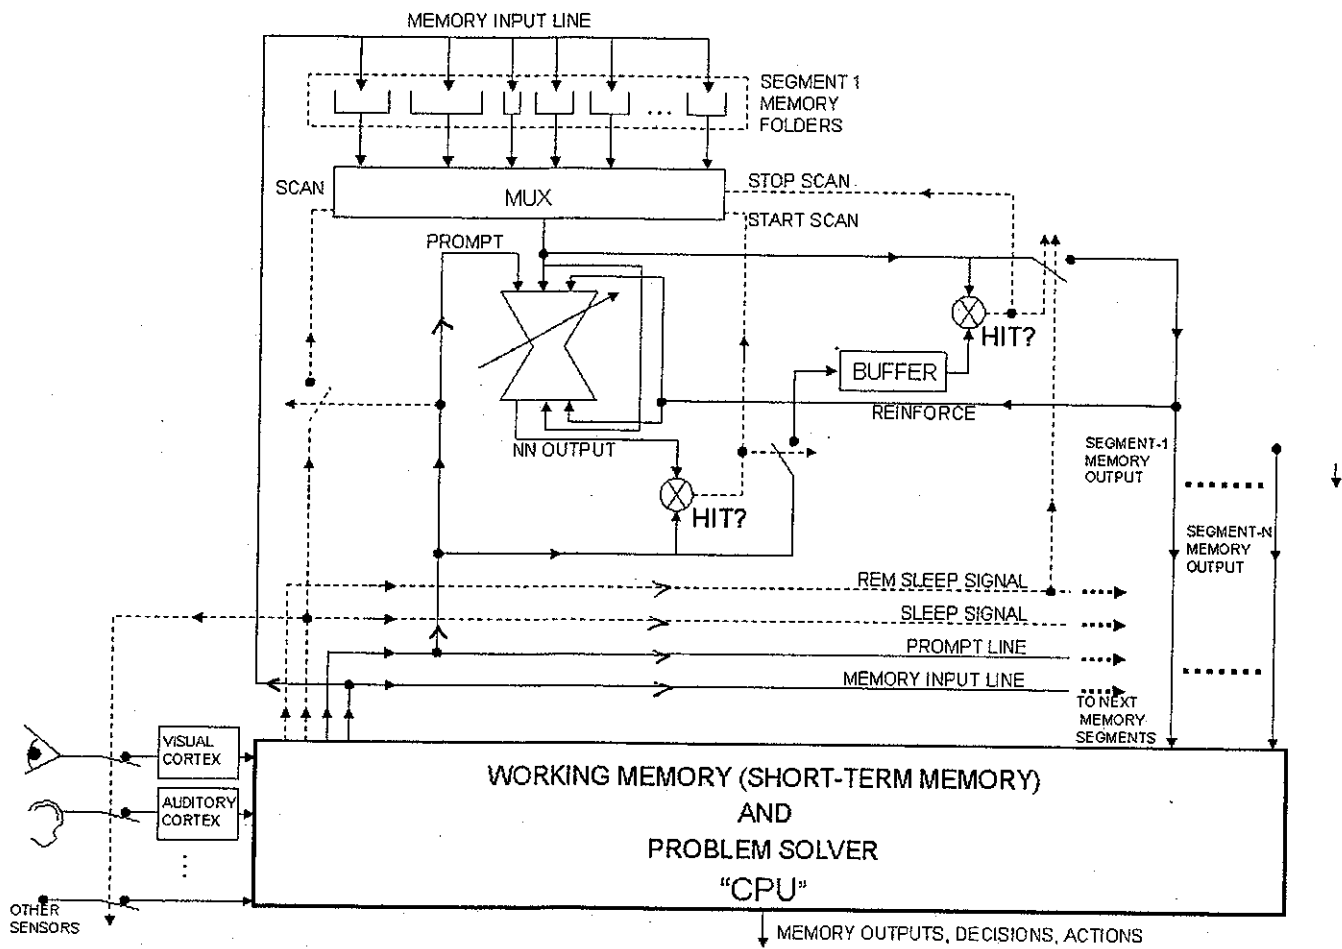 MEMORY INPUT LINE
SEGMENT 1
MEMORY
FOLDERS
...
SCAN
MUX
STOP SCAN
START SCAN
PROMPT
HIT?
BUFFER
REINFORCE
NN OUTPUT
SEGMENT-1
MEMORY
OUTPUT
HIT?
SEGMENT-N
MEMORY
OUTPUT
REM SLEEP SIGNAL
SLEEP SIGNAL
PROMPT LINE
MEMORY INPUT LINE
TO NEXT
MEMORY
SEGMENTS
VISUAL
CORTEX
AUDITORY
CORTEX
OTHER
SENSORS
WORKING MEMORY (SHORT-TERM MEMORY)
AND
PROBLEM SOLVER
"CPU"
MEMORY OUTPUTS, DECISIONS, ACTIONS